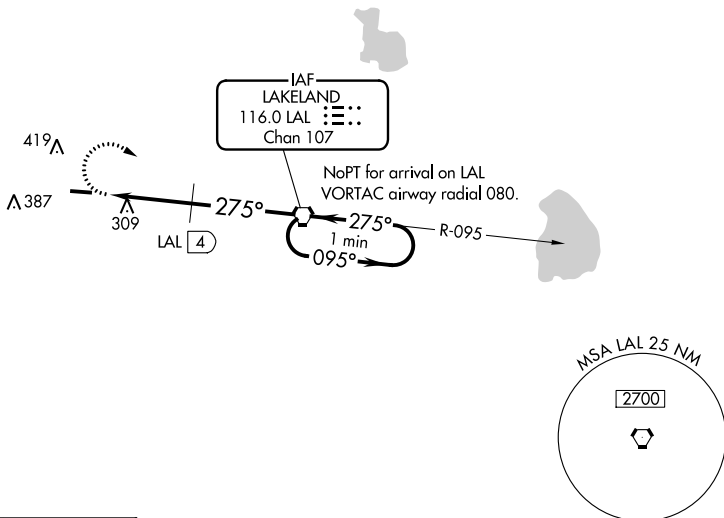 IAF
LAKELAND
116.0 LAL
Chan 107
419
NoPT for arrival on LAL
VORTAC airway radial 080.
387
309
275°
275°
R-095
1 min
LAL 4
095°
MSA LAL 25 NM
2700